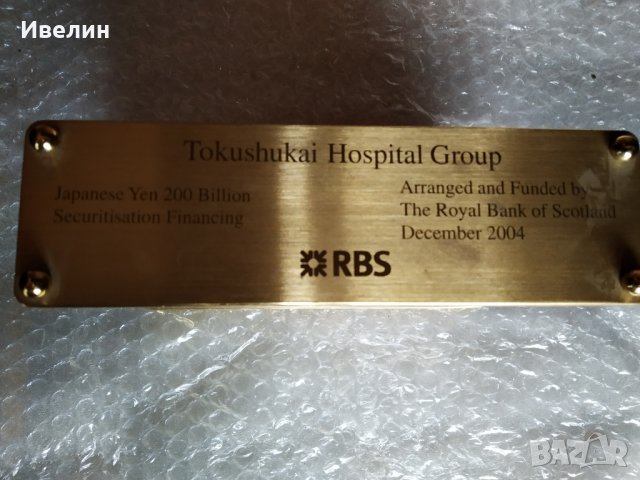 Ивелин
Tokushukai Hospital Group
Japanese Yen 200 Billion
Securitisation Financing
Arranged and Funded by
The Royal Bank of Scotland
December 2004
RBS
BAZAR